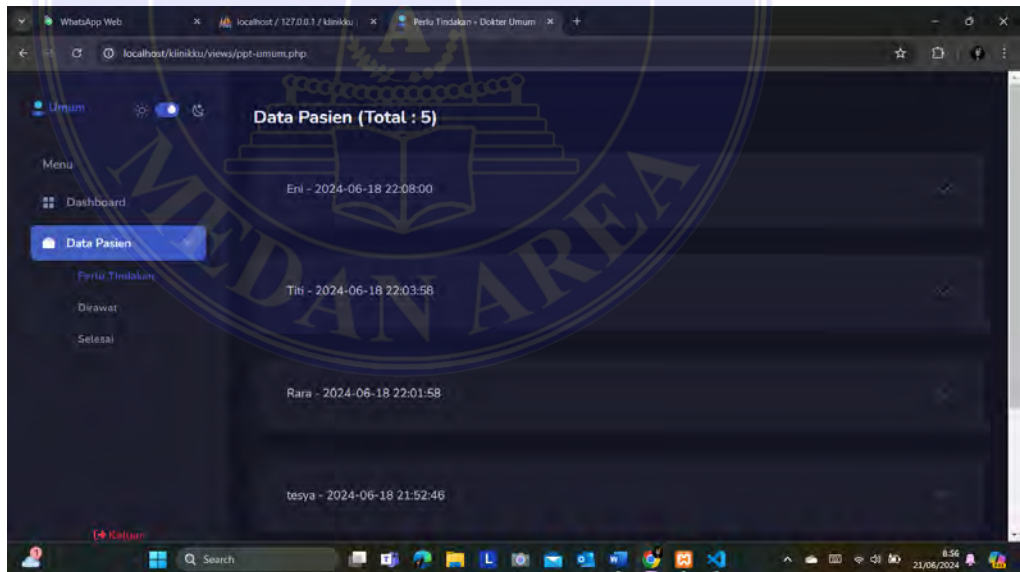 WhatsApp Web
localhost / 127.0.0.1 / klinikku
Perlu Tindakan - Dokter Umum
localhost/klinikku/views/ppt-umum.php
Umum
Data Pasien (Total : 5)
Menu
Eni - 2024-06-18 22:08:00
Dashboard
Data Pasien
Perlu Tindakan
Titi - 2024-06-18 22:03:58
Dirawat
Selesai
Rara - 2024-06-18 22:01:58
tesya - 2024-06-18 21:52:46
Keluar
Search
8:56
21/06/2024
A
MEDAN AREA